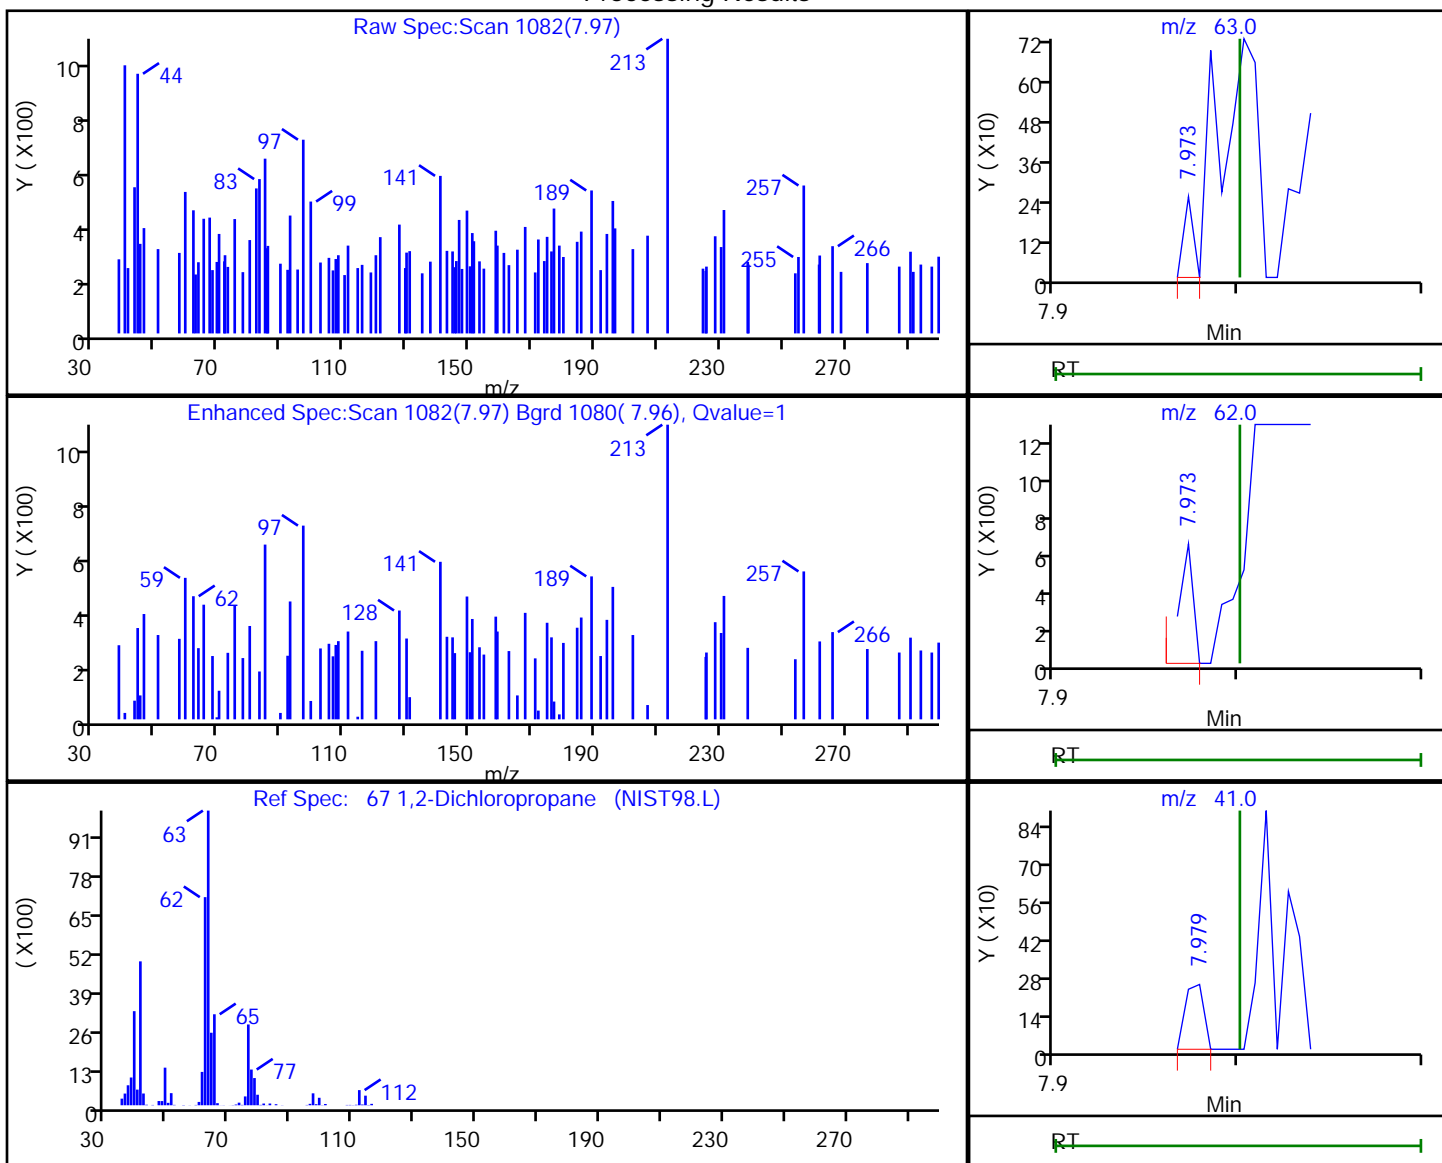 Processing Results
Raw Spec:Scan 1082(7.97)
Y ( X100)
10
8
6
4
2
0
44
83
97
99
141
189
213
255
257
266
30 70 110 150 190 230 270
m/z
m/z 63.0
Y ( X10)
72
60
48
36
24
12
0
7.973
7.9
Min
RT
Enhanced Spec:Scan 1082(7.97) Bgrd 1080( 7.96), Qvalue=1
Y ( X100)
10
8
6
4
2
0
59
62
97
128
141
189
213
257
266
30 70 110 150 190 230 270
m/z
m/z 62.0
Y ( X100)
12
10
8
6
4
2
0
7.973
7.9
Min
RT
Ref Spec: 67 1,2-Dichloropropane (NIST98.L)
( X100)
91
78
65
52
39
26
13
0
63
62
65
77
112
30 70 110 150 190 230 270
m/z 41.0
Y ( X10)
84
70
56
42
28
14
0
7.979
7.9
Min
RT